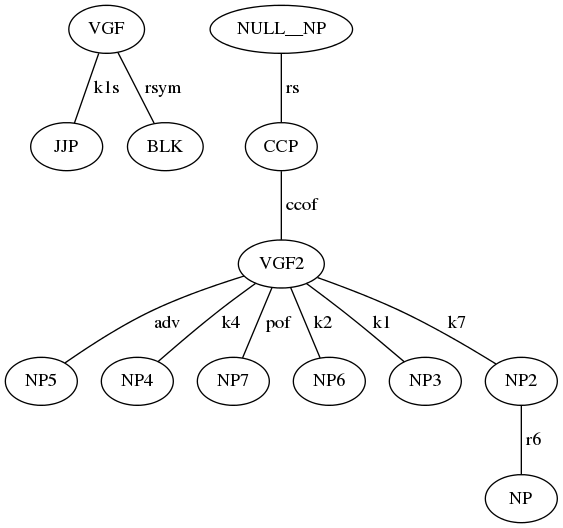 VGF NULL__NP
k1s rsym rs
JJP BLK CCP
ccof
VGF2
adv k4 pof k2 k1 k7
NP5 NP4 NP7 NP6 NP3 NP2
r6
NP